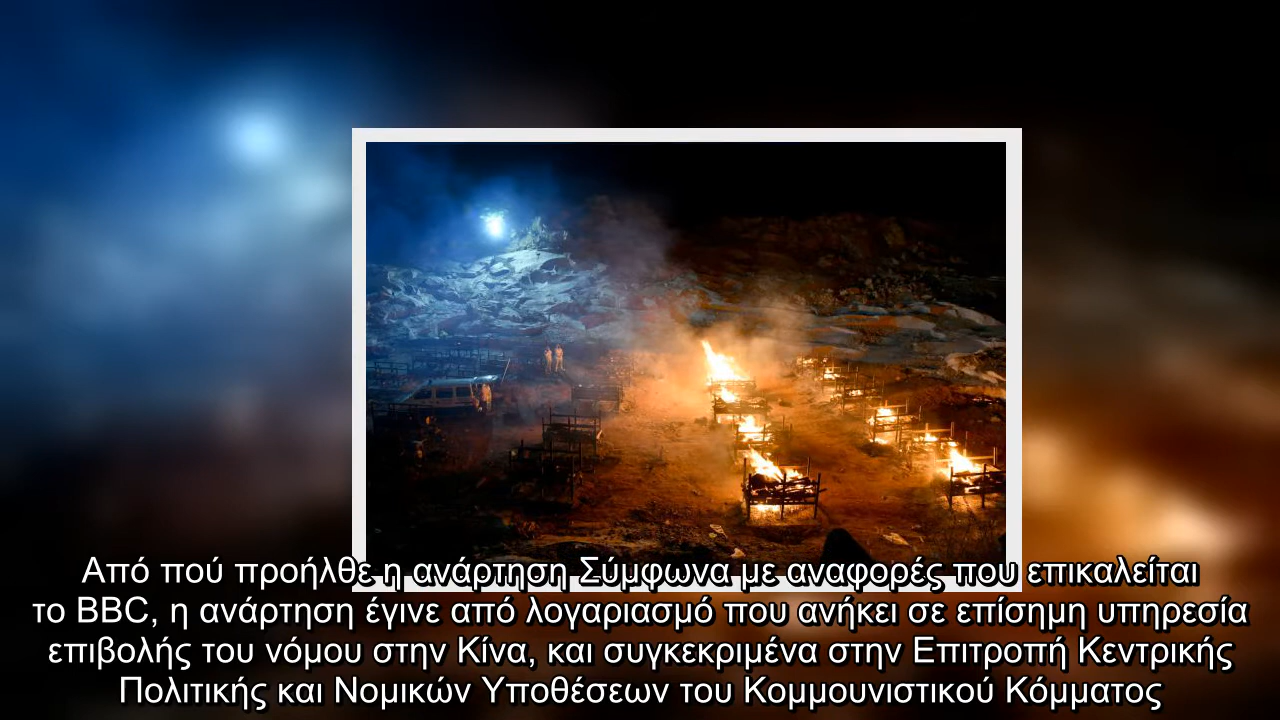 Από πού προήλθε η ανάρτηση Σύμφωνα με αναφορές που επικαλείται
το BBC, η ανάρτηση έγινε από λογαριασμό που ανήκει σε επίσημη υπηρεσία
επιβολής του νόμου στην Κίνα, και συγκεκριμένα στην Επιτροπή Κεντρικής
Πολιτικής και Νομικών Υποθέσεων του Κομμουνιστικού Κόμματος